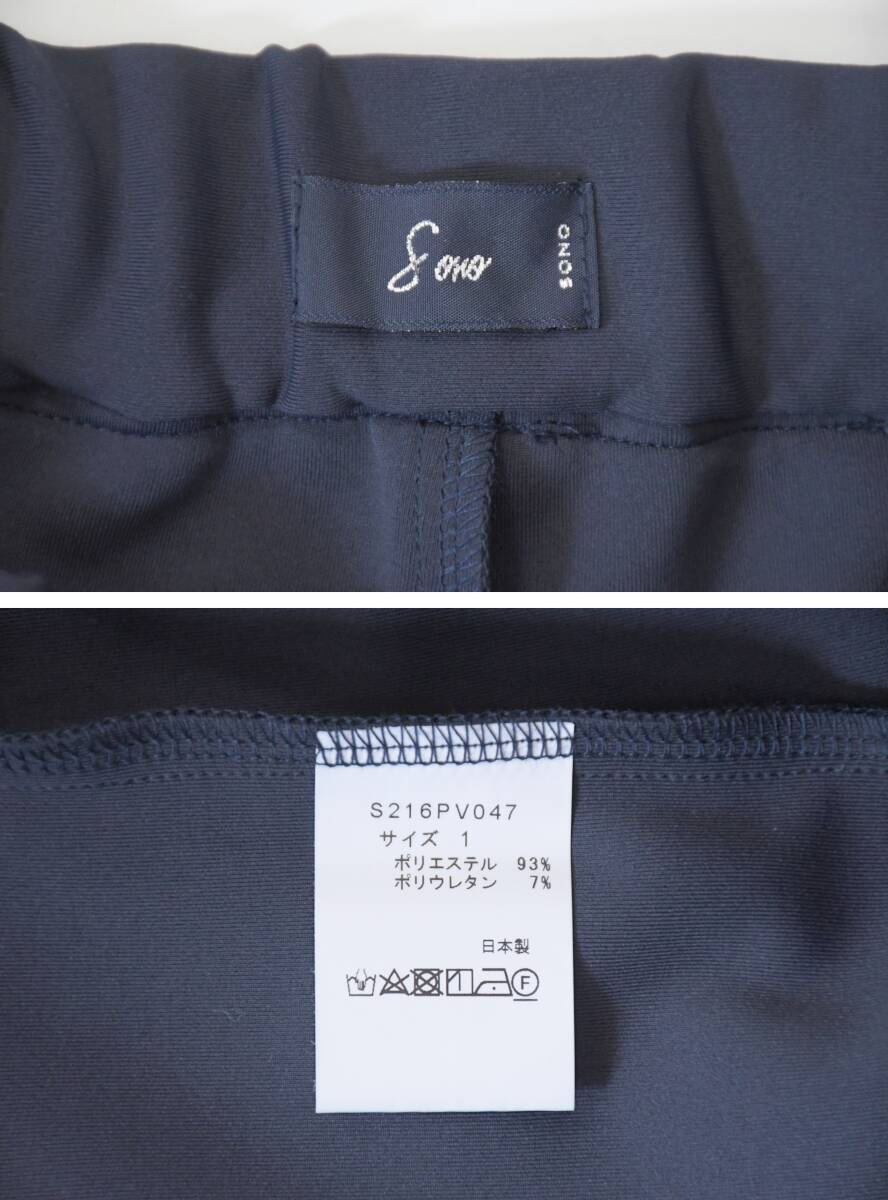 Sono
SONO
S216PV047
サイズ 1
ポリエステル 93%
ポリウレタン 7%
日本製
F